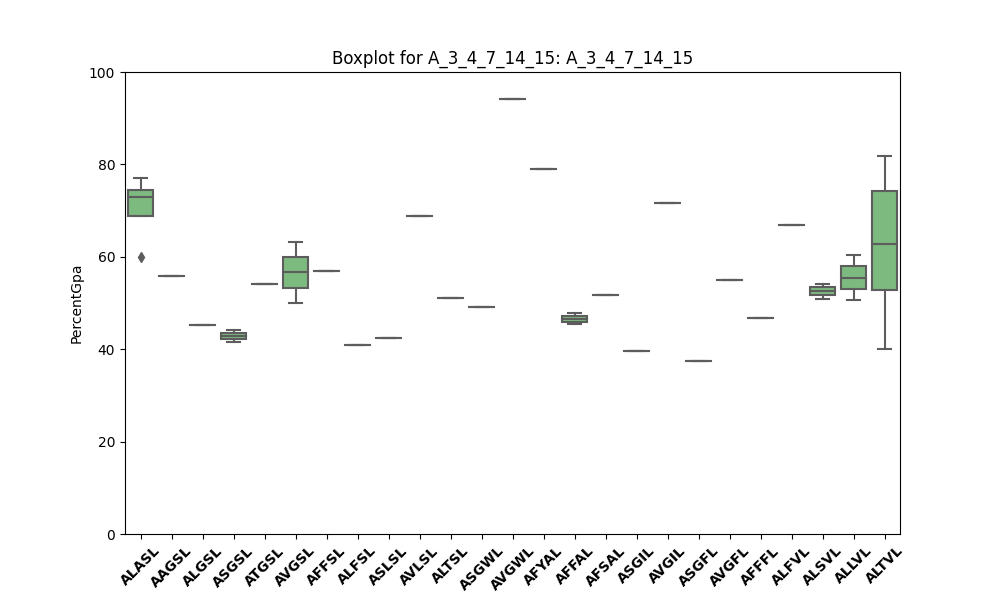 Boxplot for A_3_4_7_14_15: A_3_4_7_14_15
100
80
60
40
20
0
PercentGpa
ALASL
AAGSL
ALGSL
ASGSL
ATGSL
AVGSL
AFFSL
ALFSL
ASLSL
AVLSL
ALTSL
ASGWL
AVGWL
AFYAL
AFFAL
AFSAL
ASGIL
AVGIL
ASGFL
AVGFL
AFFFL
ALFVL
ALSVL
ALLVL
ALTVL